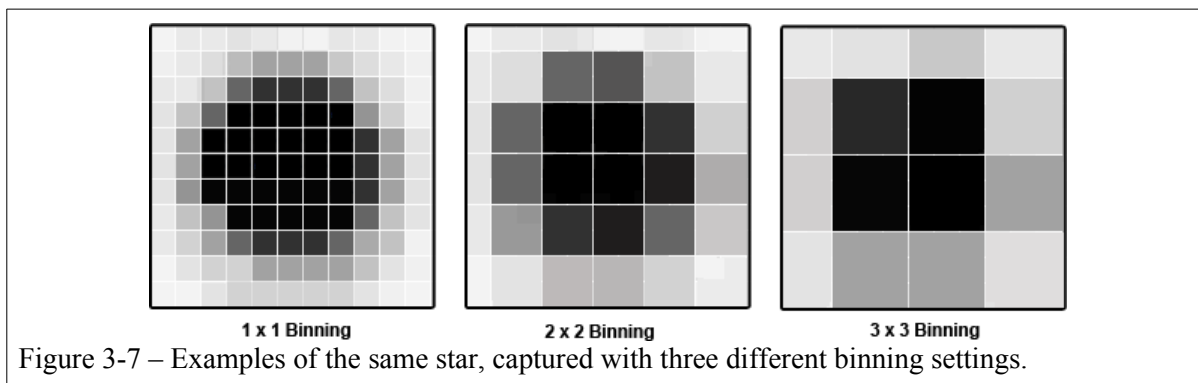 1 x 1 Binning
2 x 2 Binning
3 x 3 Binning
Figure 3-7 – Examples of the same star, captured with three different binning settings.